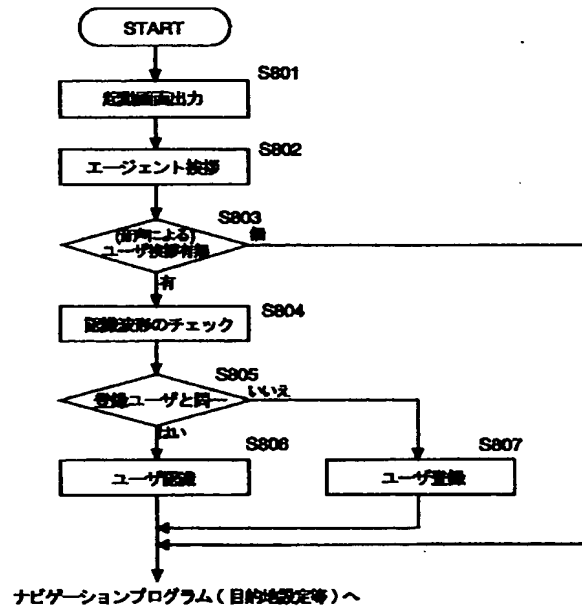 START
S801
起動画面出力
S802
エージェント挨拶
S803
(音声による)
ユーザ挨拶有無
有
S804
認識波形のチェック
S805
登録ユーザと同一
いいえ
はい
S806
ユーザ認識
S807
ユーザ登録
ナビゲーションプログラム(目的地設定等)へ